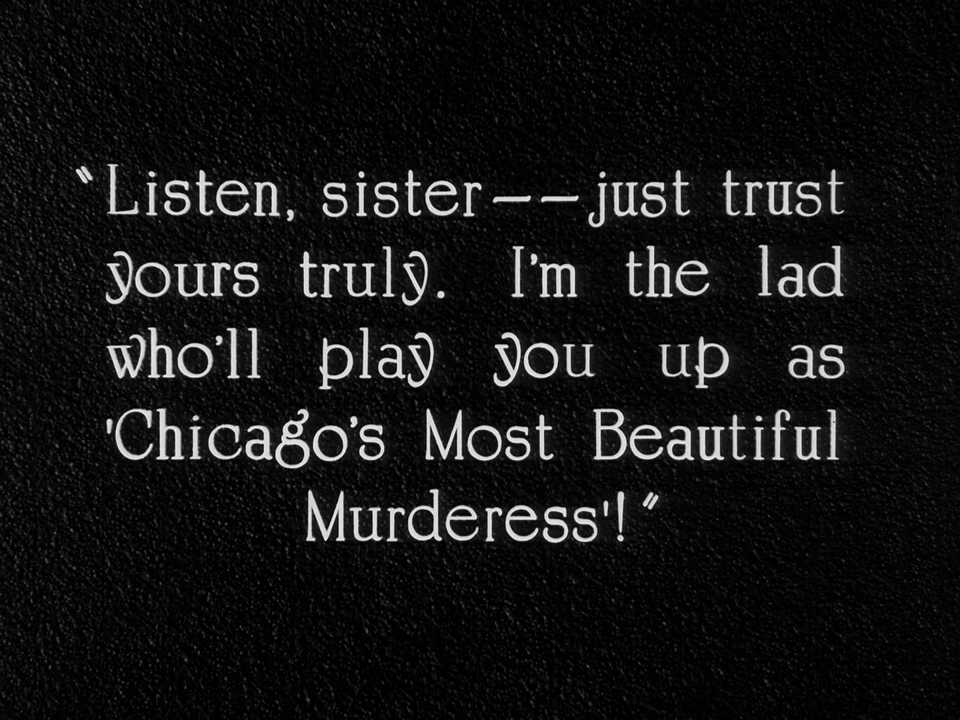 "Listen, sister——just trust
yours truly. I'm the lad
who'll play you up as
'Chicago's Most Beautiful
Murderess'!"